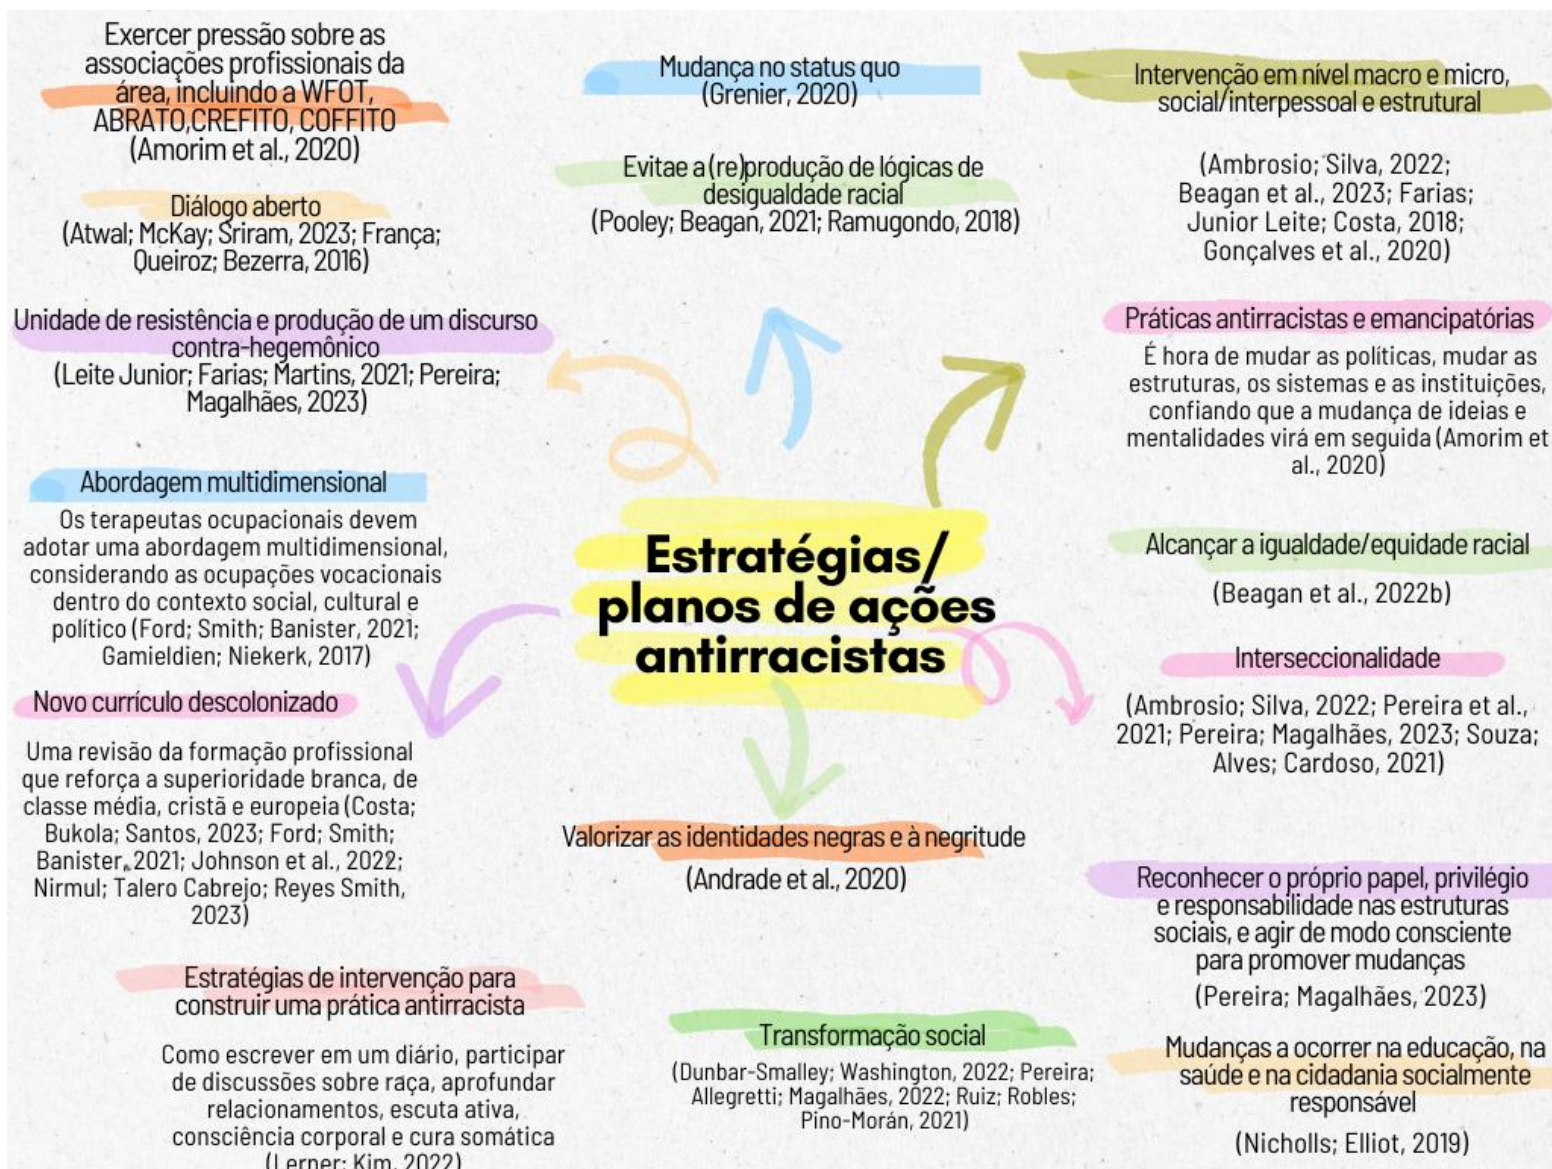 Exercer pressão sobre as
associações profissionais da
área, incluindo a WFOT,
ABRATO,CREFITO, COFFITO
(Amorim et al., 2020)
Diálogo aberto
(Atwal; McKay; Sriram, 2023; França;
Queiroz; Bezerra, 2016)
Unidade de resistência e produção de um discurso
contra-hegemônico
(Leite Junior; Farias; Martins, 2021; Pereira;
Magalhães, 2023)
Abordagem multidimensional
Os terapeutas ocupacionais devem
adotar uma abordagem multidimensional,
considerando as ocupações vocacionais
dentro do contexto social, cultural e
político (Ford; Smith; Banister, 2021;
Gamieldien; Niekerk, 2017)
Novo currículo descolonizado
Uma revisão da formação profissional
que reforça a superioridade branca, de
classe média, cristã e europeia (Costa;
Bukola; Santos, 2023; Ford; Smith;
Banister, 2021; Johnson et al., 2022;
Nirmul; Talero Cabrejo; Reyes Smith,
2023)
Estratégias de intervenção para
construir uma prática antirracista
Como escrever em um diário, participar
de discussões sobre raça, aprofundar
relacionamentos, escuta ativa,
consciência corporal e cura somática
(Lerner; Kim, 2022)
Mudança no status quo
(Grenier, 2020)
Evitae a (re)produção de lógicas de
desigualdade racial
(Pooley; Beagan, 2021; Ramugondo, 2018)
Estratégias/
planos de ações
antirracistas
Valorizar as identidades negras e à negritude
(Andrade et al., 2020)
Transformação social
(Dunbar-Smalley; Washington, 2022; Pereira;
Allegretti; Magalhães, 2022; Ruiz; Robles;
Pino-Morán, 2021)
Intervenção em nível macro e micro,
social/interpessoal e estrutural
(Ambrosio; Silva, 2022;
Beagan et al., 2023; Farias;
Junior Leite; Costa, 2018;
Gonçalves et al., 2020)
Práticas antirracistas e emancipatórias
É hora de mudar as políticas, mudar as
estruturas, os sistemas e as instituições,
confiando que a mudança de ideias e
mentalidades virá em seguida (Amorim et
al., 2020)
Alcançar a igualdade/equidade racial
(Beagan et al., 2022b)
Interseccionalidade
(Ambrosio; Silva, 2022; Pereira et al.,
2021; Pereira; Magalhães, 2023; Souza;
Alves; Cardoso, 2021)
Reconhecer o próprio papel, privilégio
e responsabilidade nas estruturas
sociais, e agir de modo consciente
para promover mudanças
(Pereira; Magalhães, 2023)
Mudanças a ocorrer na educação, na
saúde e na cidadania socialmente
responsável
(Nicholls; Elliot, 2019)